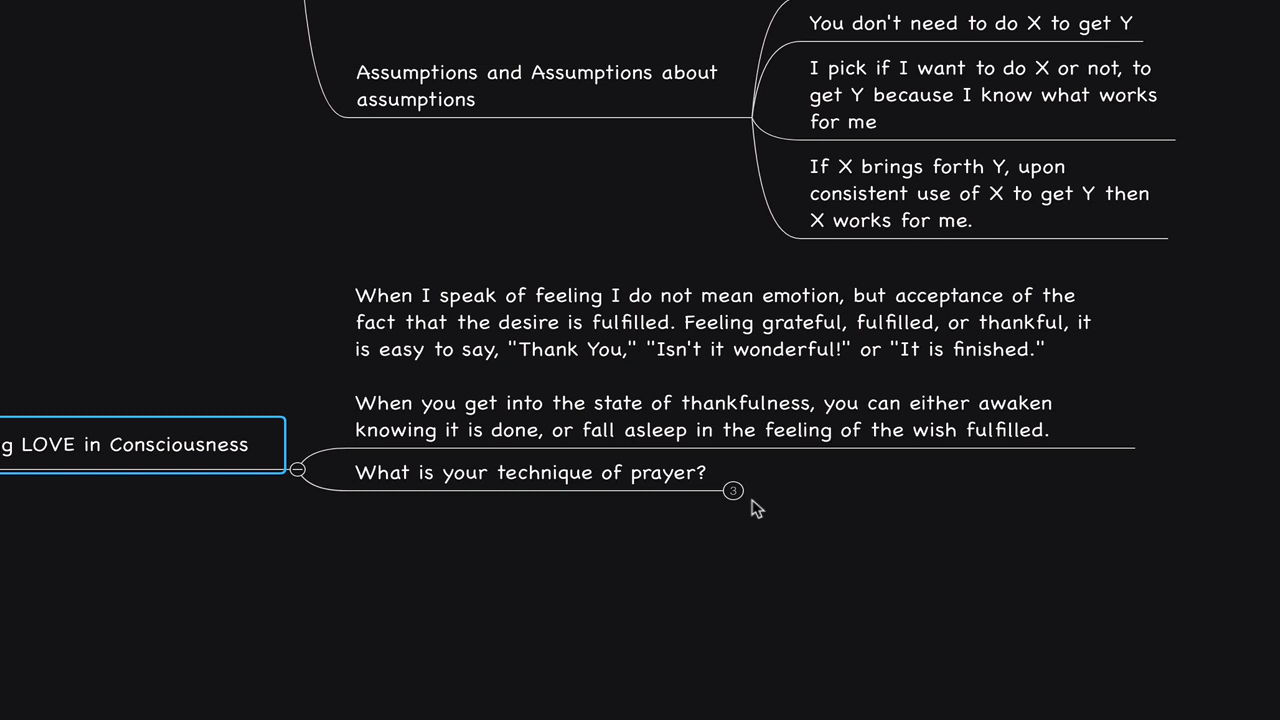 You don't need to do X to get Y
Assumptions and Assumptions about
assumptions
I pick if I want to do X or not, to
get Y because I know what works
for me
If X brings forth Y, upon
consistent use of X to get Y then
X works for me.
When I speak of feeling I do not mean emotion, but acceptance of the
fact that the desire is fulfilled. Feeling grateful, fulfilled, or thankful, it
is easy to say, "Thank You," "Isn't it wonderful!" or "It is finished."
When you get into the state of thankfulness, you can either awaken
knowing it is done, or fall asleep in the feeling of the wish fulfilled.
g LOVE in Consciousness
What is your technique of prayer?
3